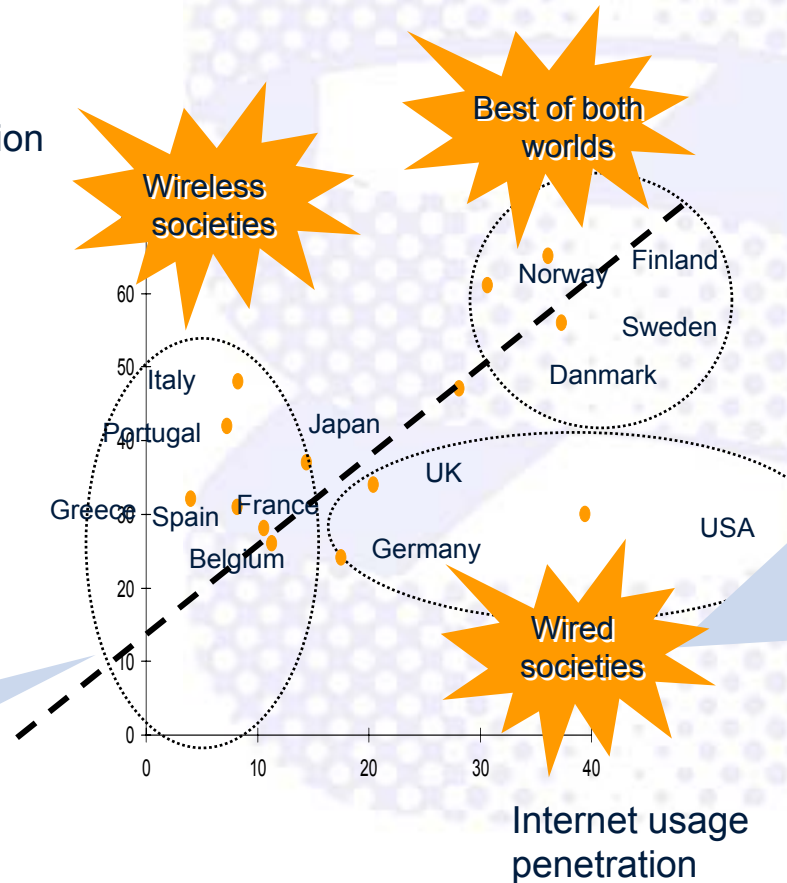 Best of both
worlds
tion
Wireless
societies
Norway
Finland
60
Sweden
50
Danmark
Italy
Japan
Portugal
40
UK
Greece
Spain
France
30
USA
Germany
Belgium
20
Wired
societies
10
0
0 10 20 30 40
Internet usage
penetration